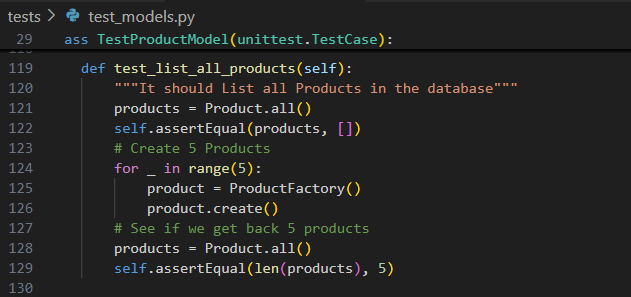 tests > test_models.py
29 ass TestProductModel(unittest.TestCase):
119 def test_list_all_products(self):
120 """It should List all Products in the database"""
121 products = Product.all()
122 self.assertEqual(products, [])
123 # Create 5 Products
124 for _ in range(5):
125 product = ProductFactory()
126 product.create()
127 # See if we get back 5 products
128 products = Product.all()
129 self.assertEqual(len(products), 5)
130